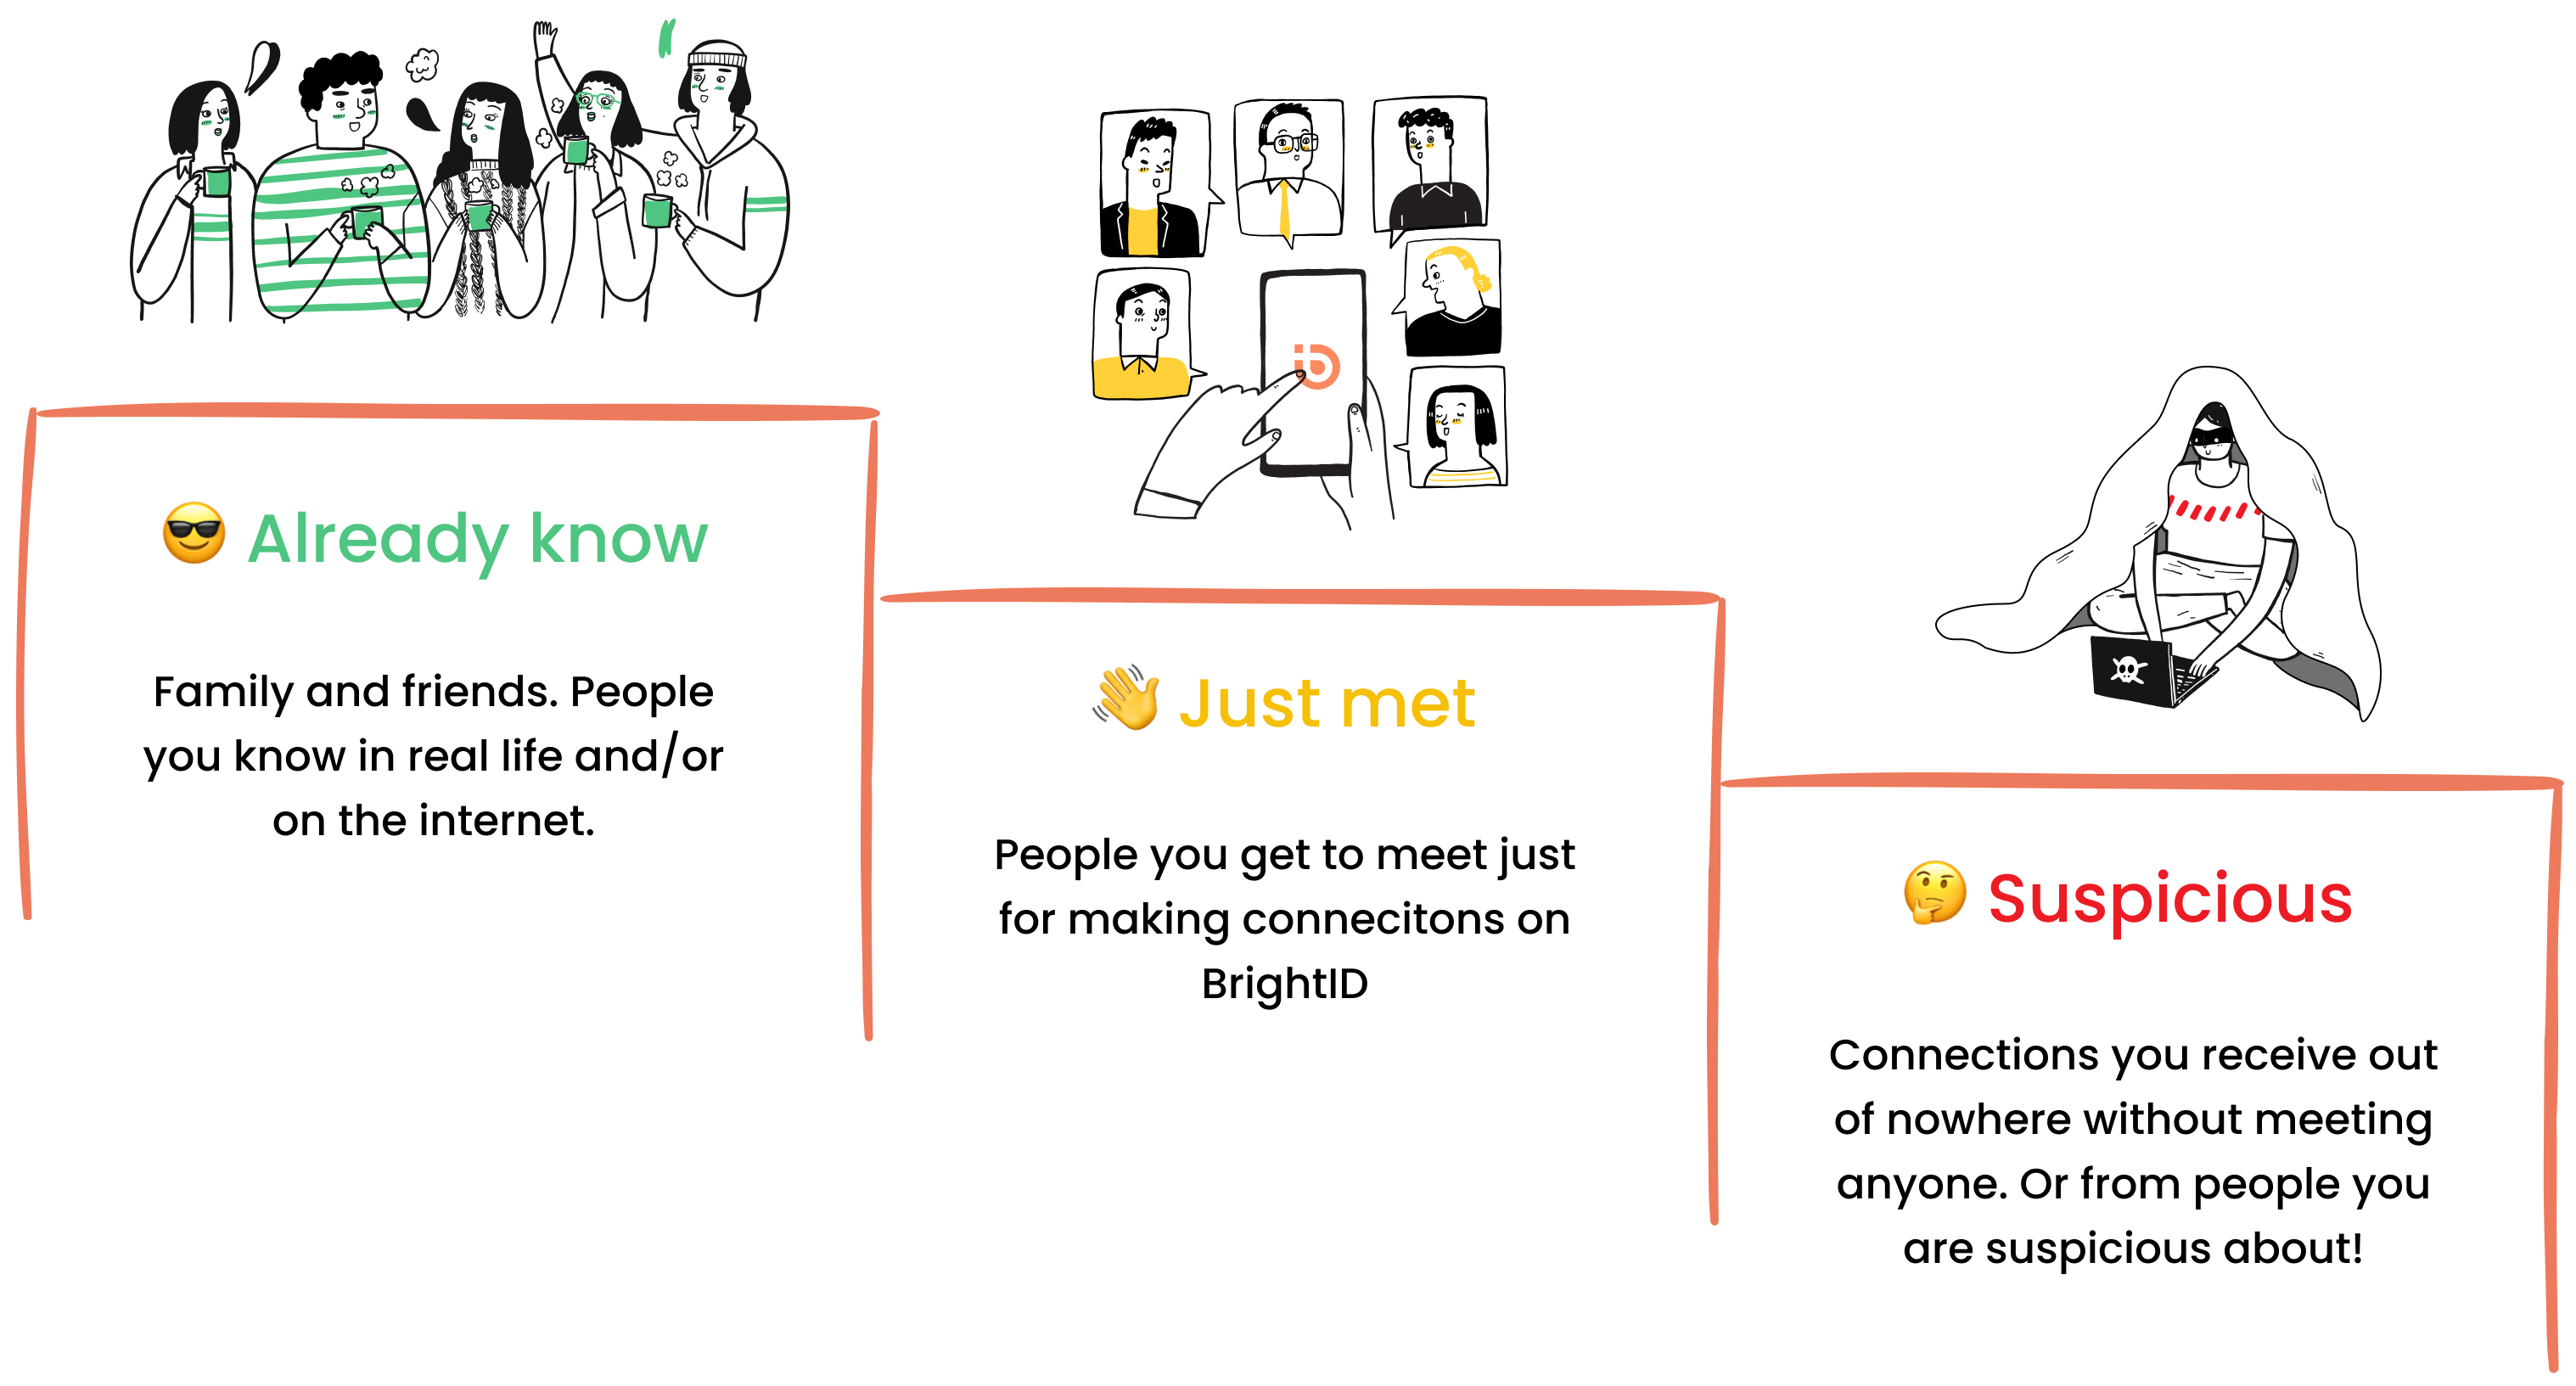 😎 Already know
Family and friends. People
you know in real life and/or
on the internet.
👋 Just met
People you get to meet just
for making connecitons on
BrightID
🤔 Suspicious
Connections you receive out
of nowhere without meeting
anyone. Or from people you
are suspicious about!